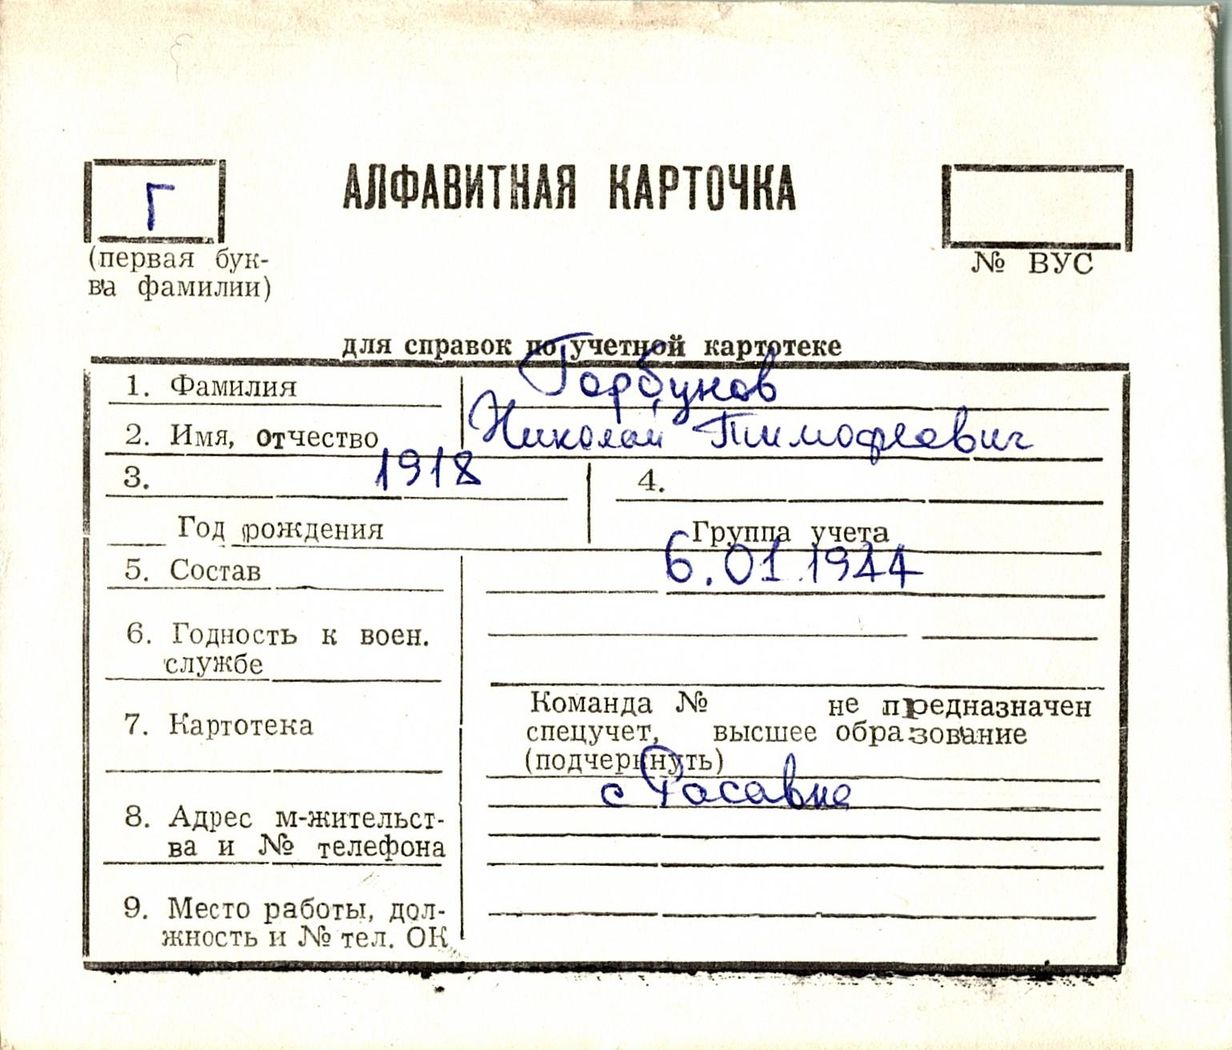 Г
АЛФАВИТНАЯ КАРТОЧКА
(первая бук-
ва фамилии)
№ ВУС
для справок по учетной картотеке
1. Фамилия Горбунов
2. Имя, отчество Николай Тимофеевич
3. 1918 4.
Год рождения Группа учета
5. Состав 6.01.1944
6. Годность к воен.
службе
Команда № не предназначен
7. Картотека спецучет, высшее образование
(подчеркнуть)
с Росавка
8. Адрес м-жительст-
ва и № телефона
9. Место работы, дол-
жность и № тел. ОК